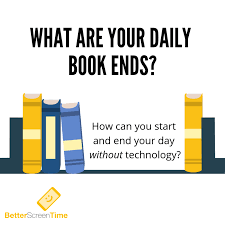 WHAT ARE YOUR DAILY
BOOK ENDS?
How can you start
and end your day
without technology?
BetterScreenTime